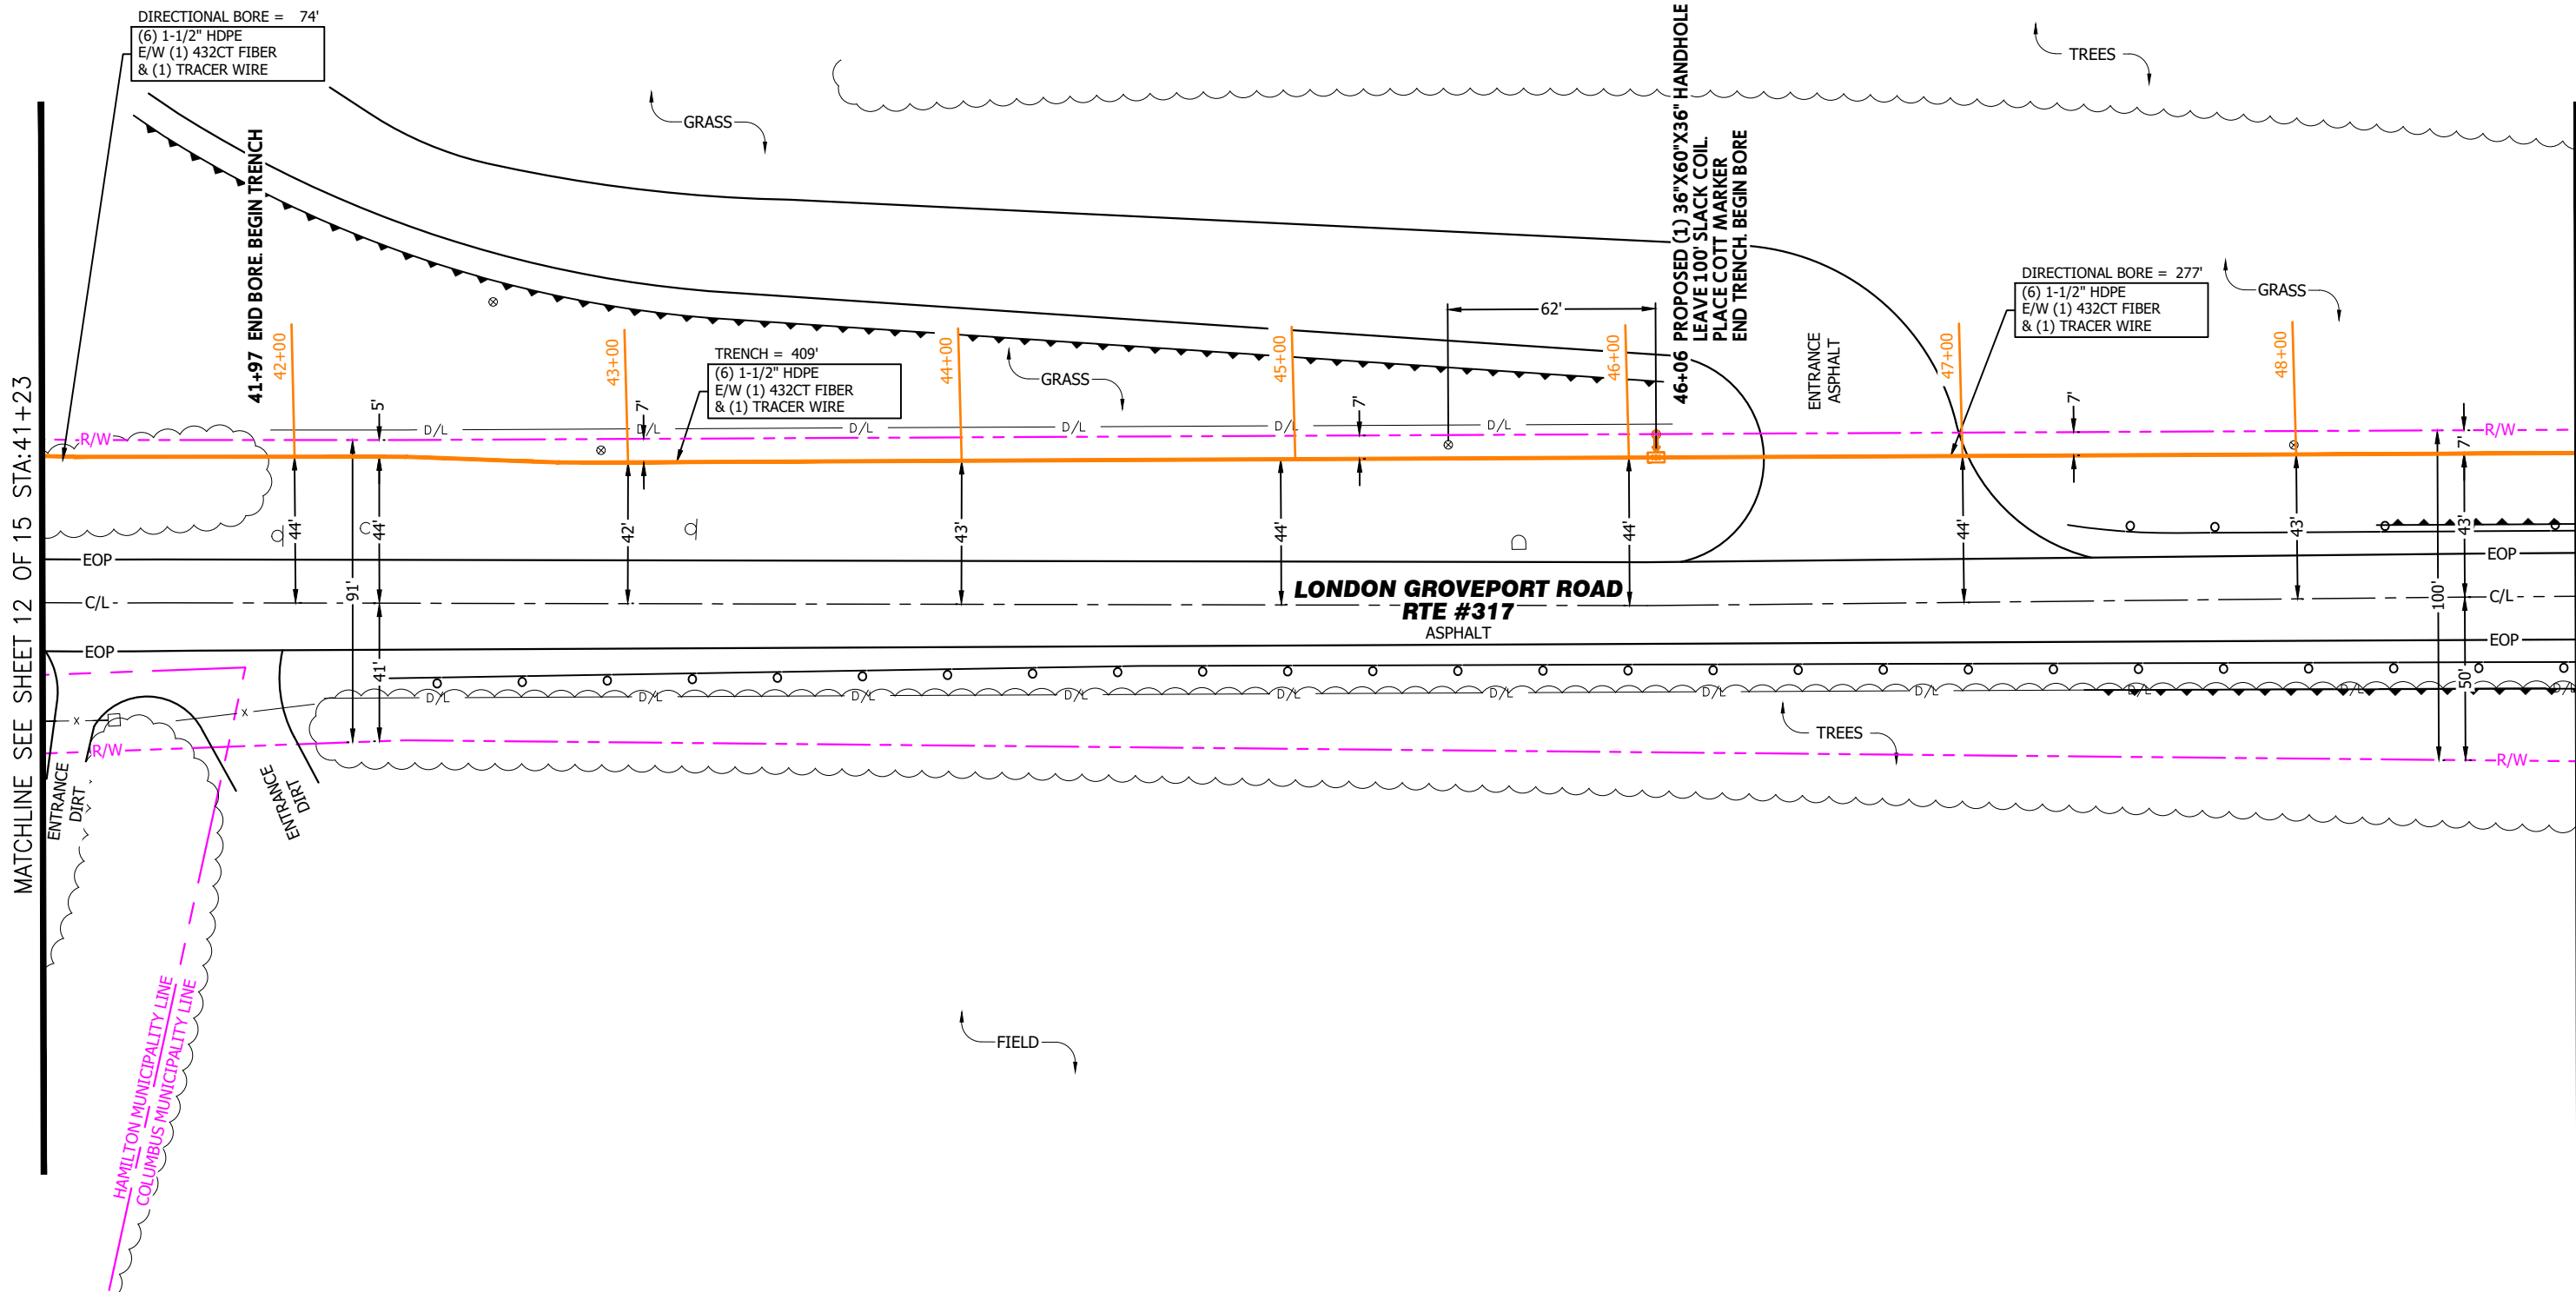 DIRECTIONAL BORE = 74'
(6) 1-1/2" HDPE
E/W (1) 432CT FIBER
& (1) TRACER WIRE
TREES
GRASS
41+97 END BORE. BEGIN TRENCH
46+06 PROPOSED (1) 36"X60"X36" HANDHOLE
LEAVE 100' SLACK COIL.
PLACE COTT MARKER
END TRENCH. BEGIN BORE
DIRECTIONAL BORE = 277'
(6) 1-1/2" HDPE
E/W (1) 432CT FIBER
& (1) TRACER WIRE
GRASS
62'
42+00
43+00
44+00
45+00
46+00
47+00
48+00
TRENCH = 409'
(6) 1-1/2" HDPE
E/W (1) 432CT FIBER
& (1) TRACER WIRE
GRASS
ENTRANCE
ASPHALT
MATCHLINE SEE SHEET 12 OF 15 STA:41+23
5'
7'
7'
7'
7'
R/W
D/L
D/L
D/L
D/L
D/L
D/L
R/W
44'
44'
42'
43'
44'
44'
44'
43'
43'
EOP
EOP
91'
100'
C/L
LONDON GROVEPORT ROAD
RTE #317
ASPHALT
C/L
EOP
EOP
41'
50'
D/L
D/L
D/L
D/L
D/L
D/L
D/L
D/L
D/L
D/L
D/L
X
X
R/W
TREES
R/W
ENTRANCE
DIRT
ENTRANCE
DIRT
HAMILTON MUNICIPALITY LINE
COLUMBUS MUNICIPALITY LINE
FIELD